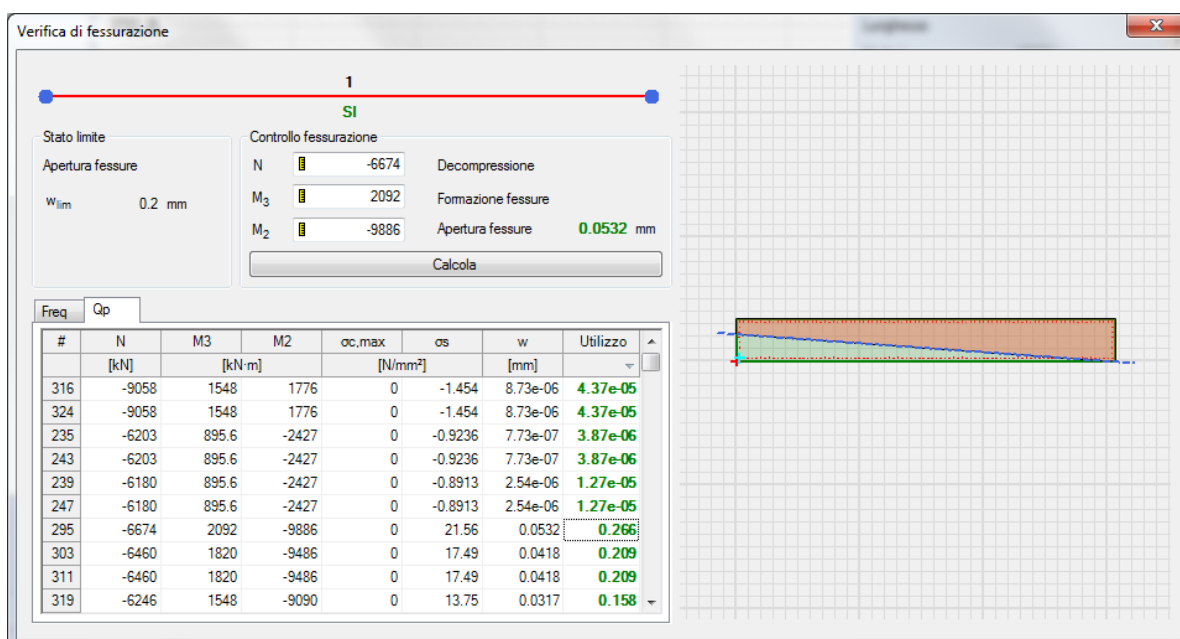 Verifica di fessurazione
1
SI
Stato limite
Apertura fessure
wlim 0.2 mm
Controllo fessurazione
N -6674 Decompressione
M3 2092 Formazione fessure
M2 -9886 Apertura fessure 0.0532 mm
Calcola
Freq Qp
# N M3 M2 σc,max σs w Utilizzo
[kN] [kN·m] [N/mm²] [mm]
316 -9058 1548 1776 0 -1.454 8.73e-06 4.37e-05
324 -9058 1548 1776 0 -1.454 8.73e-06 4.37e-05
235 -6203 895.6 -2427 0 -0.9236 7.73e-07 3.87e-06
243 -6203 895.6 -2427 0 -0.9236 7.73e-07 3.87e-06
239 -6180 895.6 -2427 0 -0.8913 2.54e-06 1.27e-05
247 -6180 895.6 -2427 0 -0.8913 2.54e-06 1.27e-05
295 -6674 2092 -9886 0 21.56 0.0532 0.266
303 -6460 1820 -9486 0 17.49 0.0418 0.209
311 -6460 1820 -9486 0 17.49 0.0418 0.209
319 -6246 1548 -9090 0 13.75 0.0317 0.158